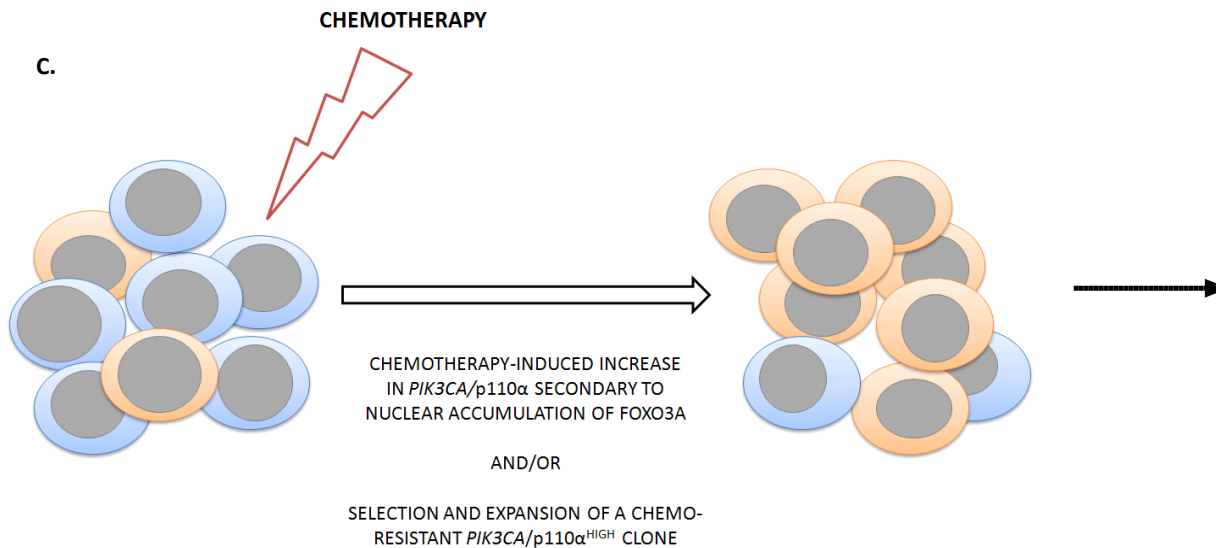 CHEMOTHERAPY
C.
CHEMOTHERAPY-INDUCED INCREASE
IN PIK3CA/p110α SECONDARY TO
NUCLEAR ACCUMULATION OF FOXO3A
AND/OR
SELECTION AND EXPANSION OF A CHEMO-
RESISTANT PIK3CA/p110αHIGH CLONE